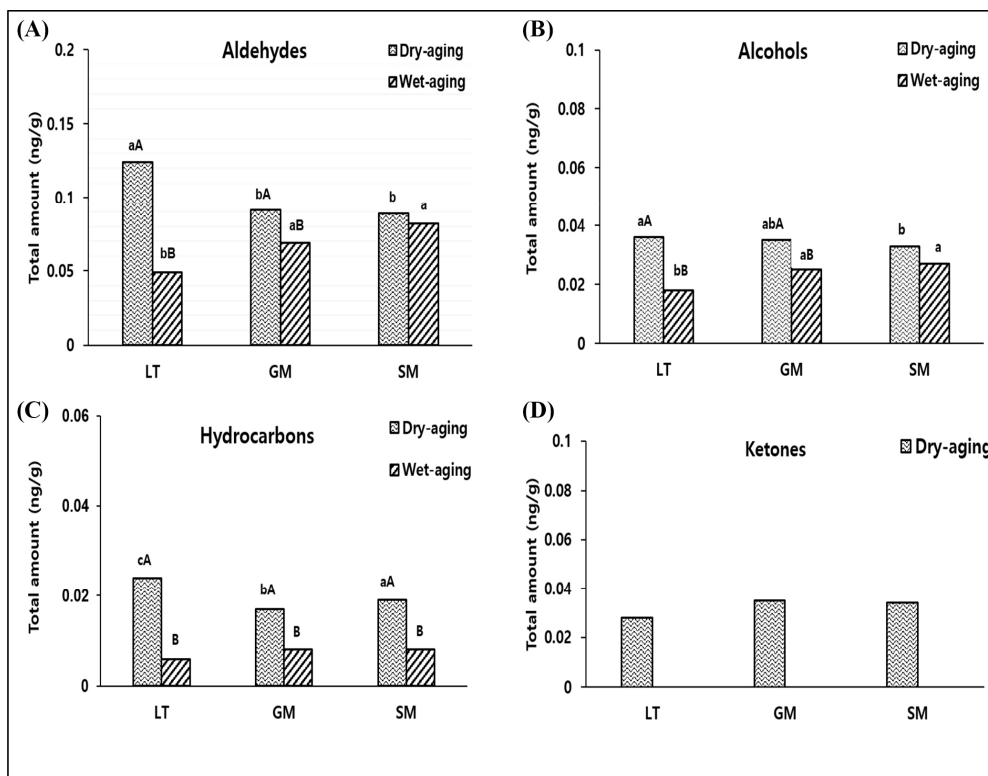 (A)
Aldehydes
Dry-aging
Wet-aging
Total amount (ng/g)
0.2
0.15
0.1
0.05
0
aA
bB
bA
aB
b
a
LT GM SM
(B)
Alcohols
Dry-aging
Wet-aging
Total amount (ng/g)
0.1
0.08
0.06
0.04
0.02
0
aA
bB
abA
aB
b
a
LT GM SM
(C)
Hydrocarbons
Dry-aging
Wet-aging
Total amount (ng/g)
0.06
0.04
0.02
0
cA
B
bA
B
aA
B
LT GM SM
(D)
Ketones
Dry-aging
Total amount (ng/g)
0.1
0.08
0.06
0.04
0.02
0
LT GM SM